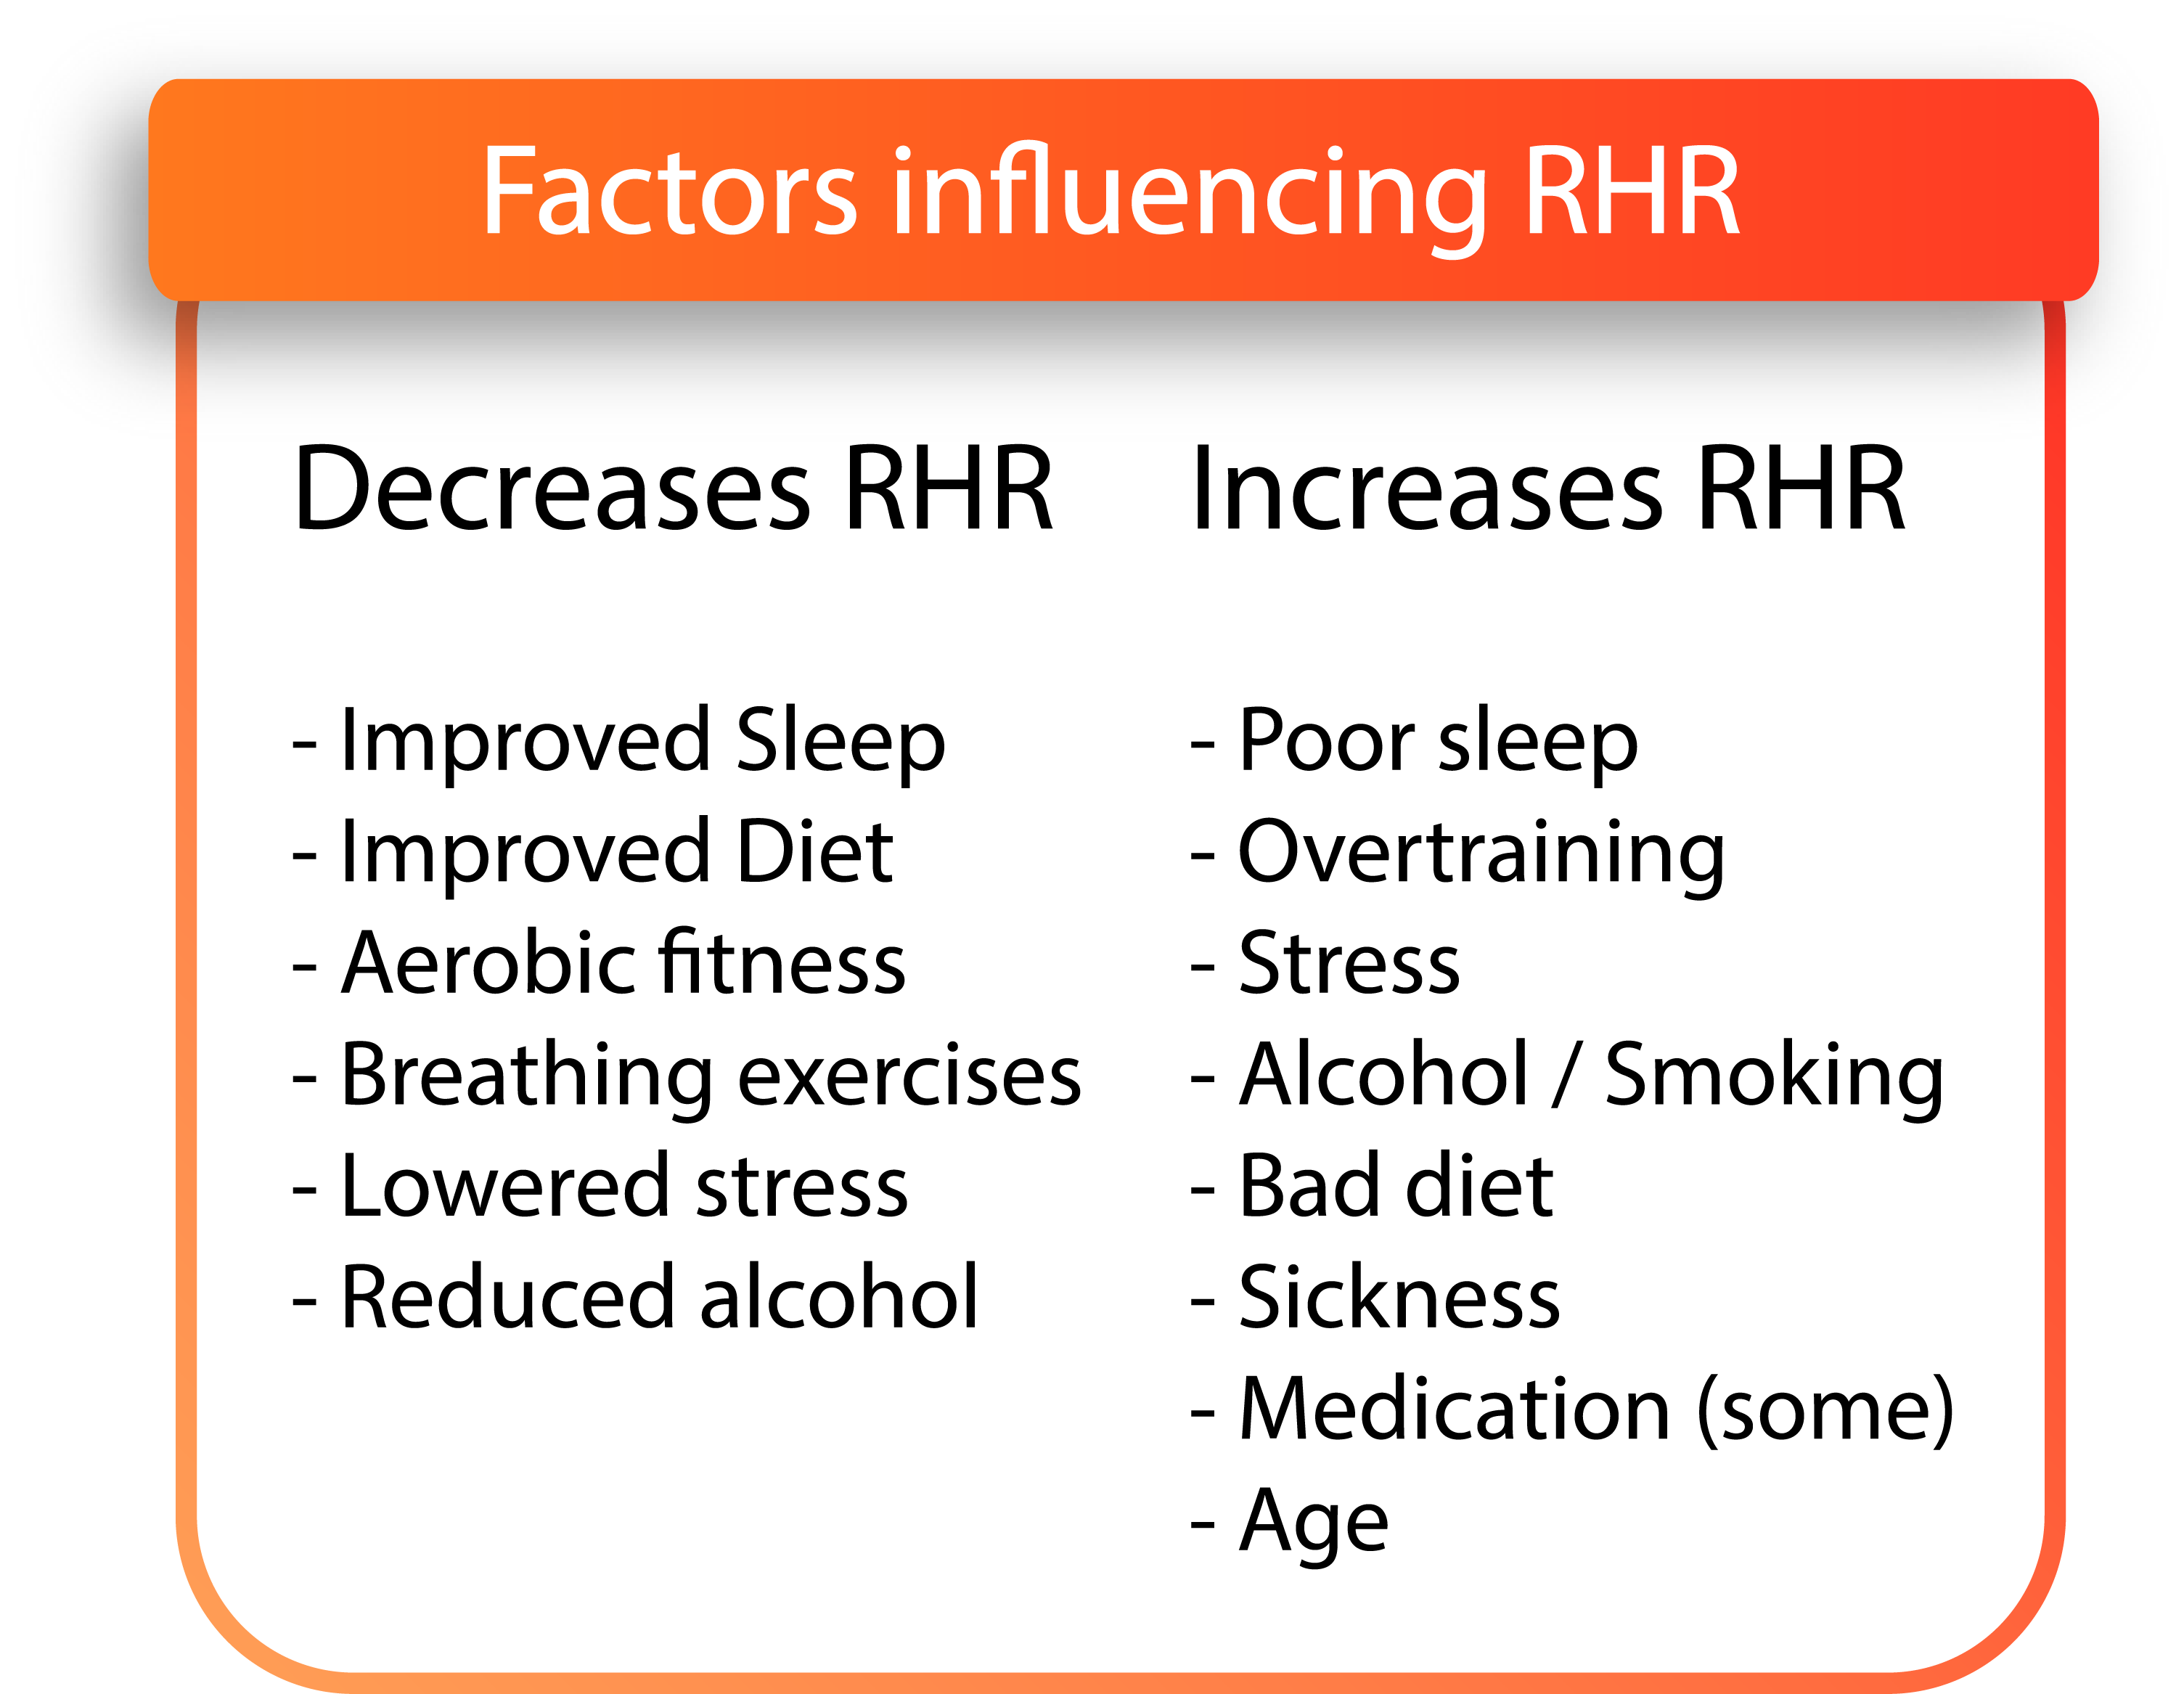 Factors influencing RHR
Decreases RHR
- Improved Sleep
- Improved Diet
- Aerobic fitness
- Breathing exercises
- Lowered stress
- Reduced alcohol
Increases RHR
- Poor sleep
- Overtraining
- Stress
- Alcohol / Smoking
- Bad diet
- Sickness
- Medication (some)
- Age